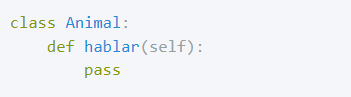 class Animal:
    def hablar(self):
        pass